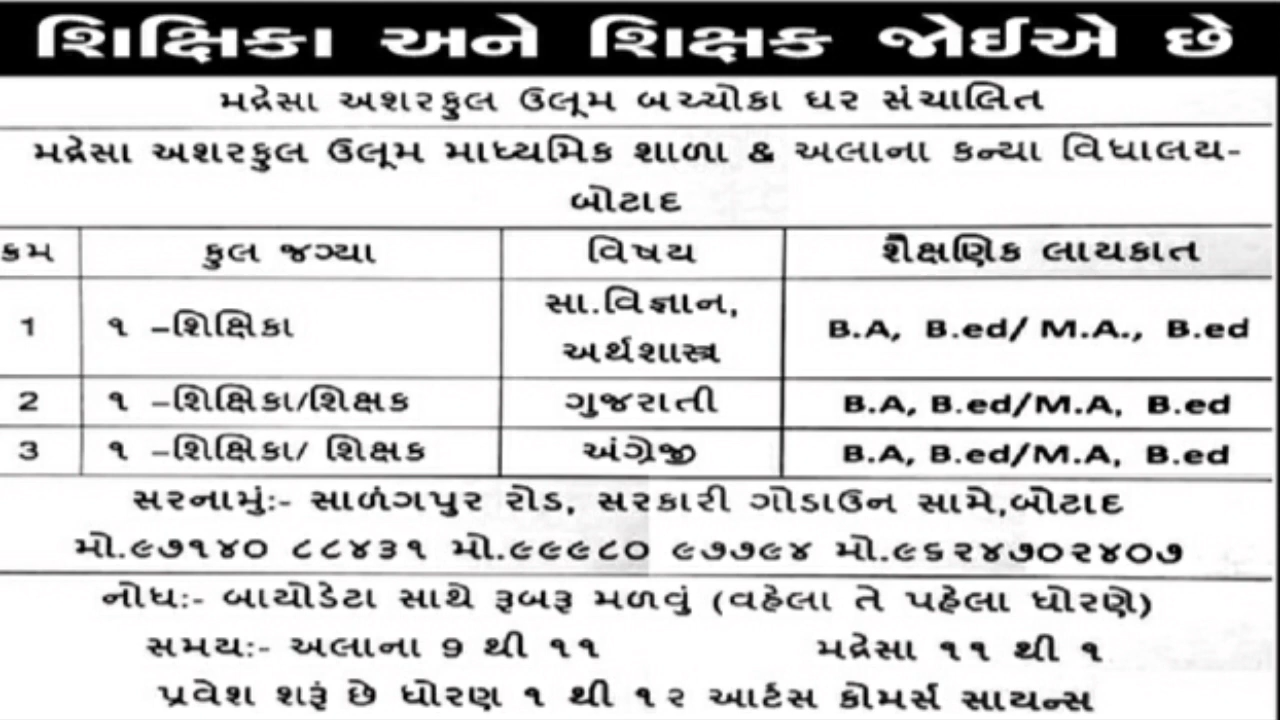 શિક્ષિકા અને શિક્ષક જોઈએ છે
મદ્રેસા અશરફુલ ઉલૂમ બચ્ચોકા ઘર સંચાલિત
મદ્રેસા અશરફુલ ઉલૂમ માધ્યમિક શાળા & અલાના કન્યા વિધાલય-
બોટાદ
ક્રમ કુલ જગ્યા વિષય શૈક્ષણિક લાયકાત
1 ૧ –શિક્ષિકા સા.વિજ્ઞાન, અર્થશાસ્ત્ર B.A, B.ed/ M.A., B.ed
2 ૧ –શિક્ષિકા/શિક્ષક ગુજરાતી B.A, B.ed/M.A, B.ed
3 ૧ –શિક્ષિકા/ શિક્ષક અંગ્રેજી B.A, B.ed/M.A, B.ed
સરનામું:- સાળંગપુર રોડ, સરકારી ગોડાઉન સામે,બોટાદ
મો.૯૭૧૪૦ ૮૮૪૩૧ મો.૯૯૯૮૦ ૯૭૭૯૪ મો.૯૬૨૪૭૦૨૪૦૭
નોધ:- બાયોડેટા સાથે રૂબરૂ મળવું (વહેલા તે પહેલા ધોરણે)
સમય:- અલાના 9 થી ૧૧ મદ્રેસા ૧૧ થી ૧
પ્રવેશ શરૂં છે ધોરણ ૧ થી ૧૨ આર્ટસ કોમર્સ સાયન્સ